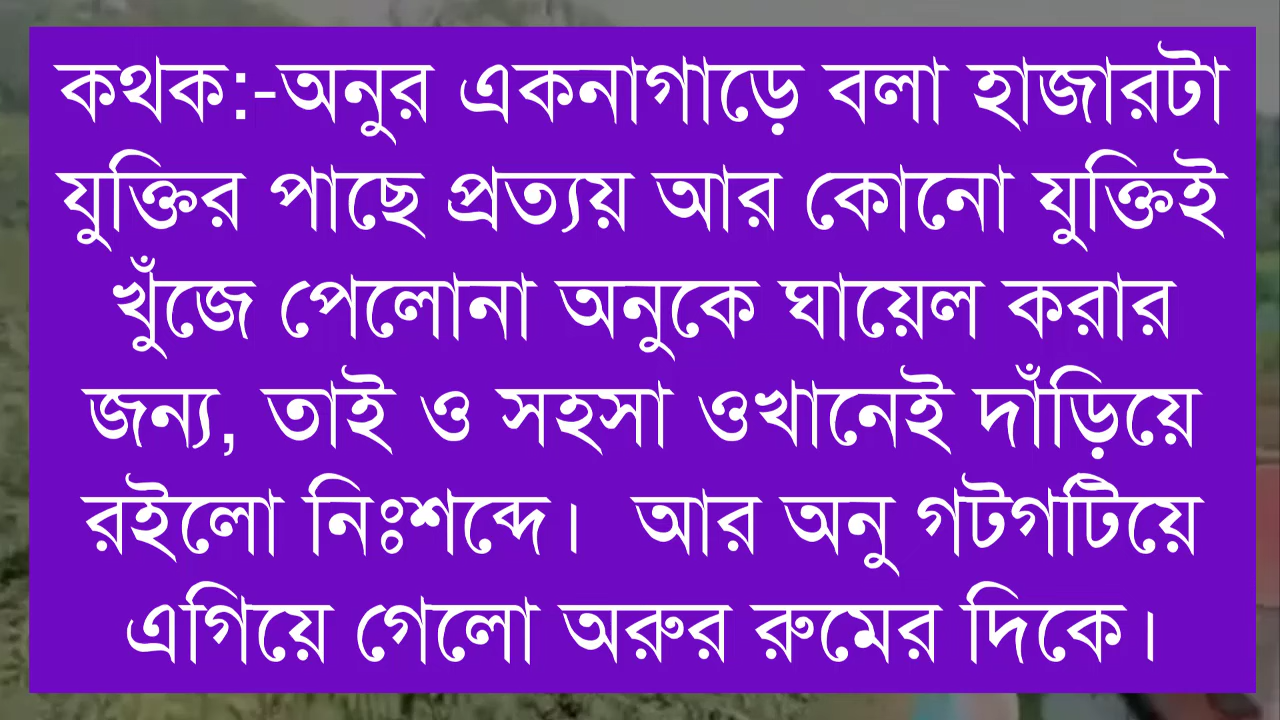 কথক:-অনুর একনাগাড়ে বলা হাজারটা
যুক্তির পাছে প্রত্যয় আর কোনো যুক্তিই
খুঁজে পেলোনা অনুকে ঘায়েল করার
জন্য, তাই ও সহসা ওখানেই দাঁড়িয়ে
রইলো নিঃশব্দে।  আর অনু গটগটিয়ে
এগিয়ে গেলো অরুর রুমের দিকে।